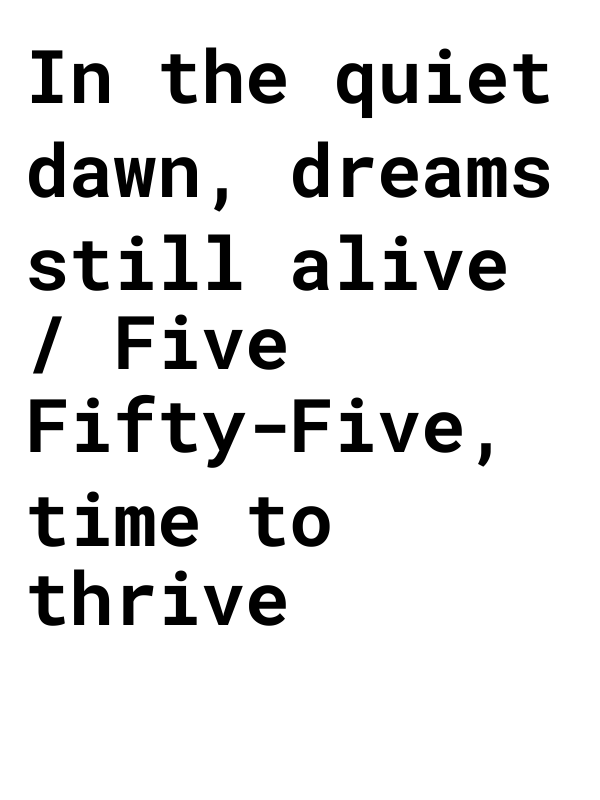 In the quiet
dawn, dreams
still alive
/ Five
Fifty-Five,
time to
thrive